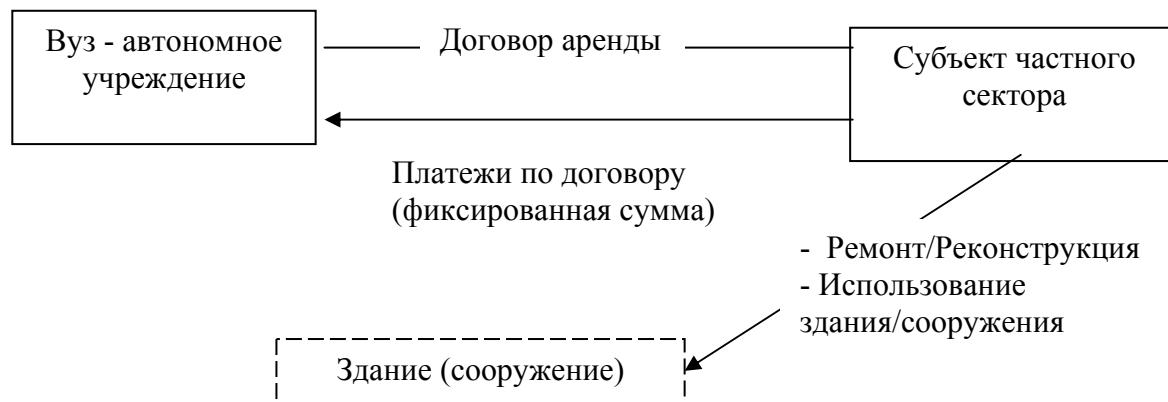 Вуз - автономное
учреждение
Договор аренды
Субъект частного
сектора
Платежи по договору
(фиксированная сумма)
- Ремонт/Реконструкция
- Использование
здания/сооружения
Здание (сооружение)